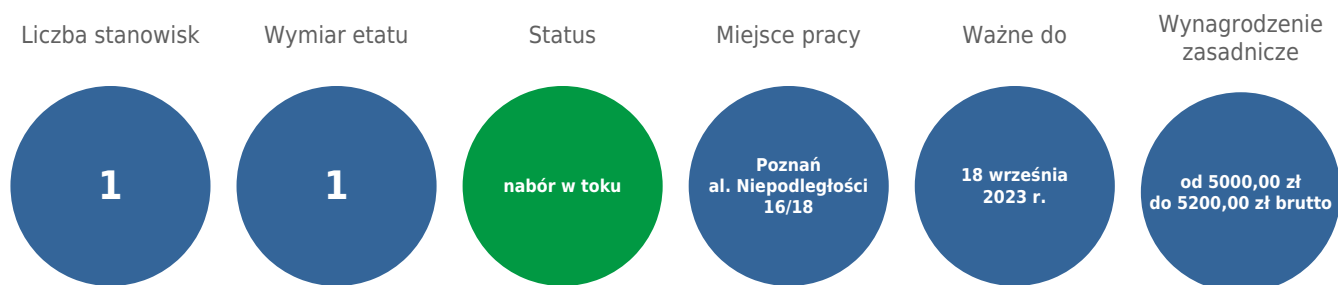 Liczba stanowisk
1
Wymiar etatu
1
Status
nabór w toku
Miejsce pracy
Poznań
al. Niepodległości
16/18
Ważne do
18 września
2023 r.
Wynagrodzenie
zasadnicze
od 5000,00 zł
do 5200,00 zł brutto